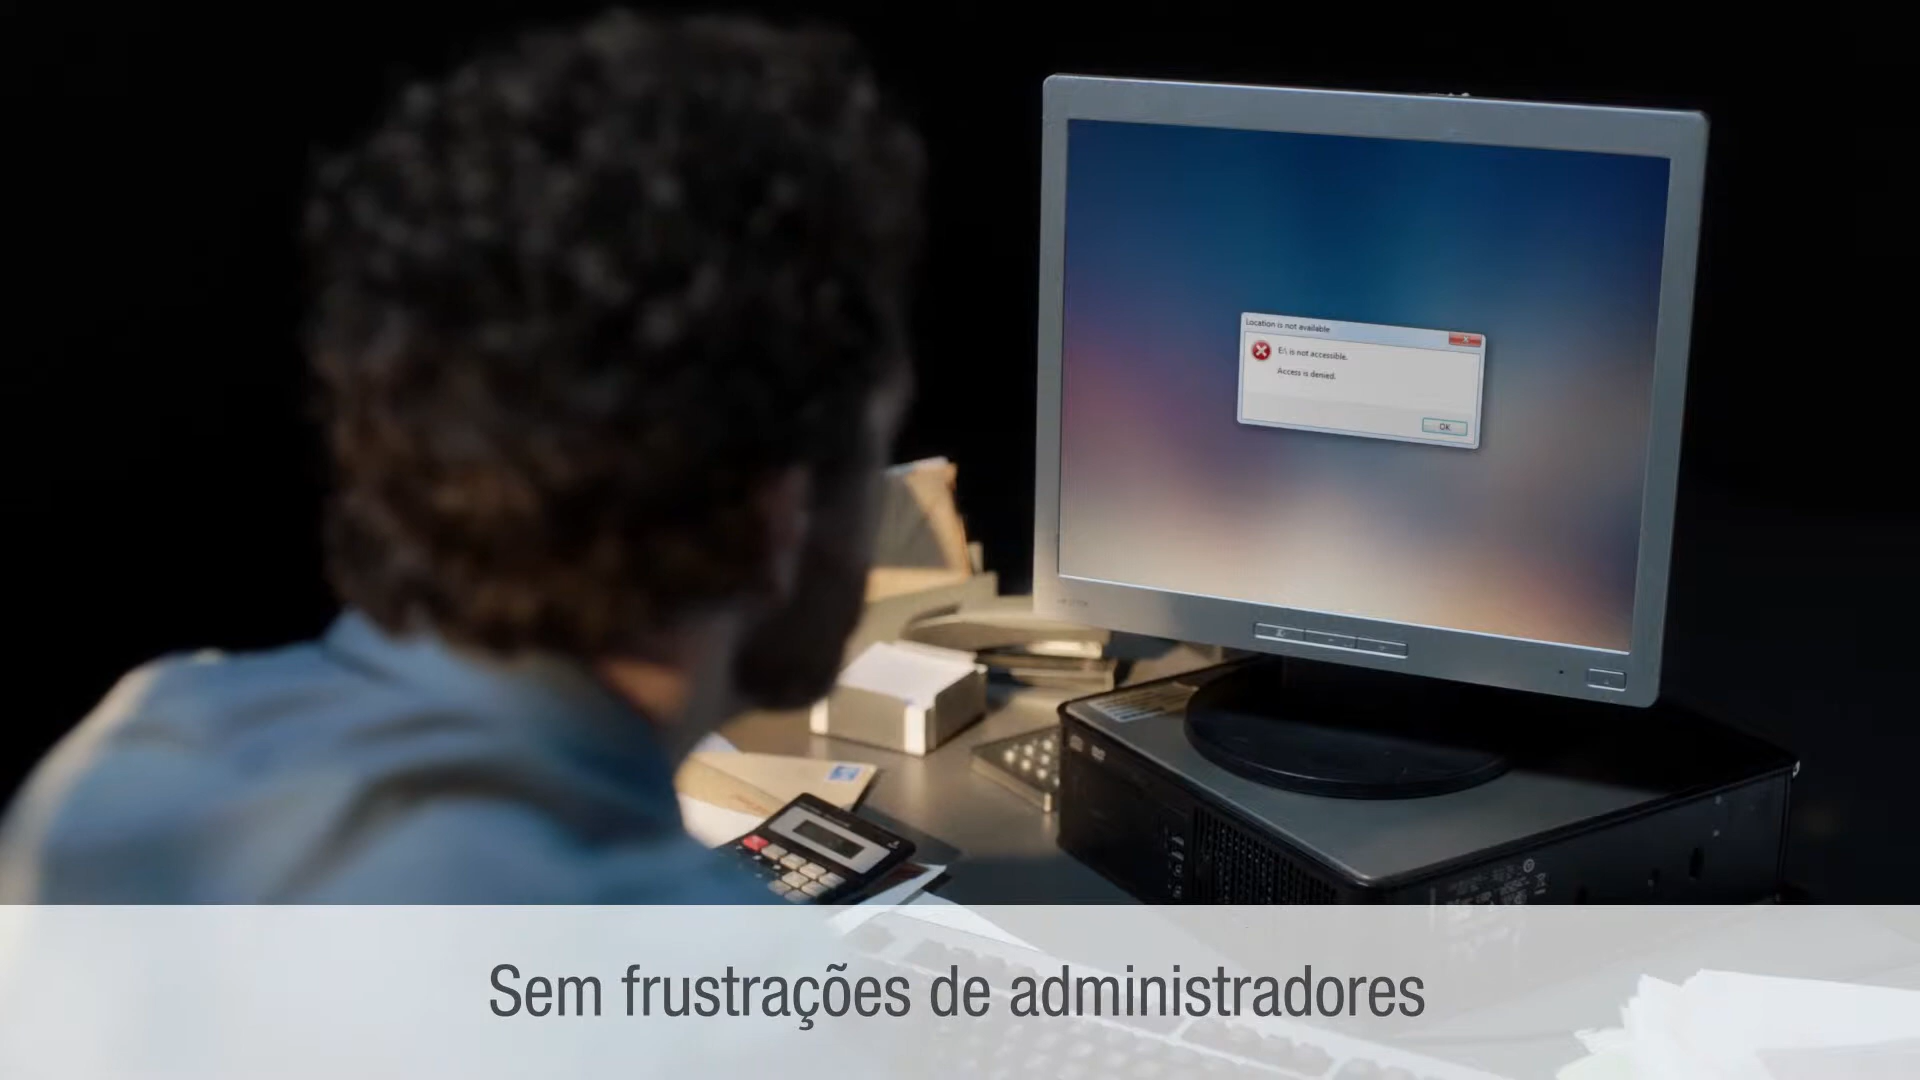 Location is not available
E:\ is not accessible.
Access is denied.
OK
Sem frustrações de administradores